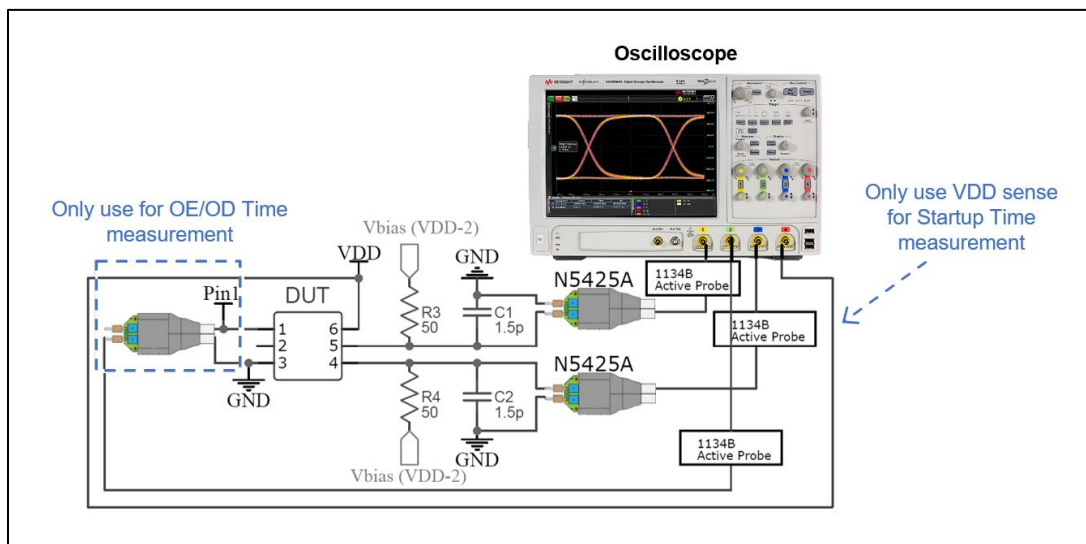 Oscilloscope
KEYSIGHT
Only use for OE/OD Time
measurement
Only use VDD sense
for Startup Time
measurement
Vbias (VDD-2)
VDD
GND
N5425A
1134B
Active Probe
Pin1
DUT
R3
50
C1
1.5p
1134B
Active Probe
1
2
3
6
5
4
GND
N5425A
R4
50
C2
1.5p
GND
Vbias (VDD-2)
1134B
Active Probe